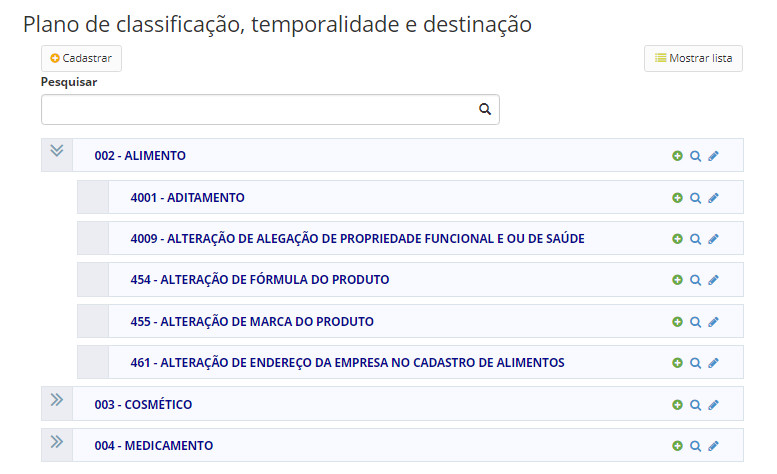 Plano de classificação, temporalidade e destinação
Cadastrar
Mostrar lista
Pesquisar
002 - ALIMENTO
4001 - ADITAMENTO
4009 - ALTERAÇÃO DE ALEGAÇÃO DE PROPRIEDADE FUNCIONAL E OU DE SAÚDE
454 - ALTERAÇÃO DE FÓRMULA DO PRODUTO
455 - ALTERAÇÃO DE MARCA DO PRODUTO
461 - ALTERAÇÃO DE ENDEREÇO DA EMPRESA NO CADASTRO DE ALIMENTOS
003 - COSMÉTICO
004 - MEDICAMENTO